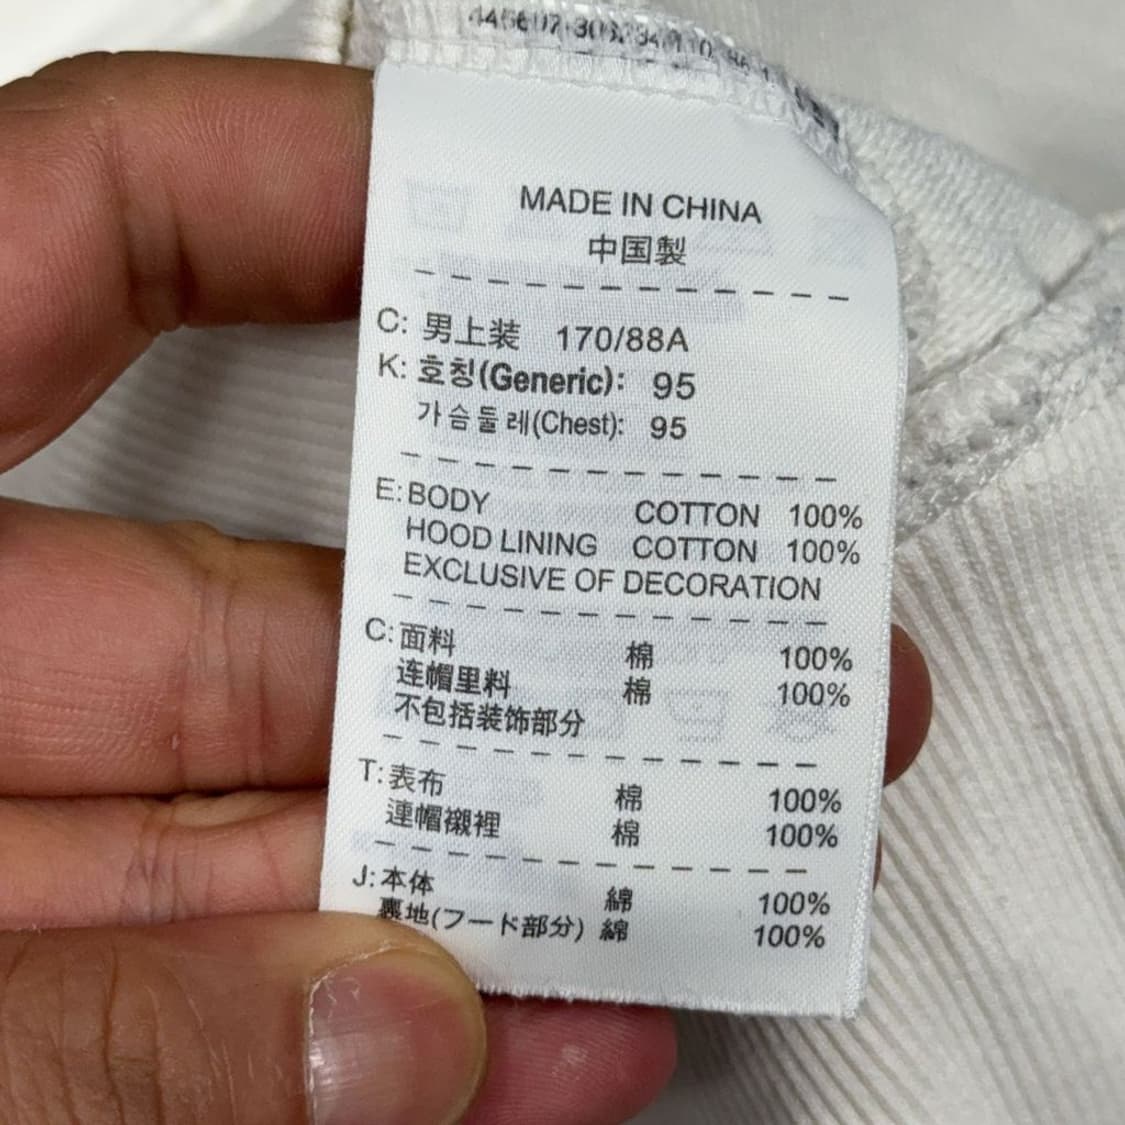 MADE IN CHINA
中国製
C: 男上装 170/88A
K: 호칭(Generic): 95
가슴둘레(Chest): 95
E: BODY COTTON 100%
HOOD LINING COTTON 100%
EXCLUSIVE OF DECORATION
C: 面料 棉 100%
连帽里料 棉 100%
不包括装饰部分
T: 表布 棉 100%
連帽襯裡 棉 100%
J: 本体 綿 100%
裏地(フード部分) 綿 100%